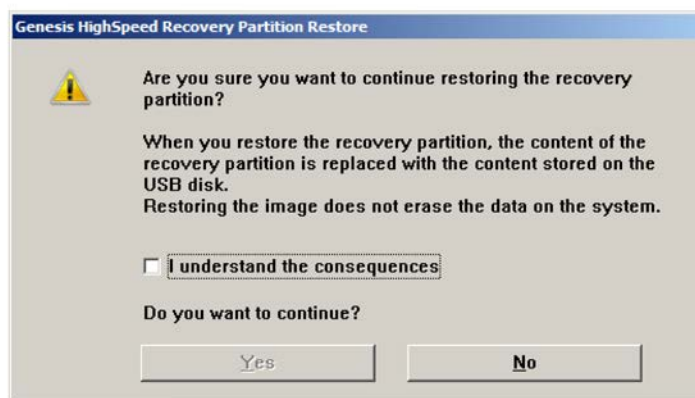 Genesis HighSpeed Recovery Partition Restore
Are you sure you want to continue restoring the recovery
partition?
When you restore the recovery partition, the content of the
recovery partition is replaced with the content stored on the
USB disk.
Restoring the image does not erase the data on the system.
I understand the consequences
Do you want to continue?
Yes
No